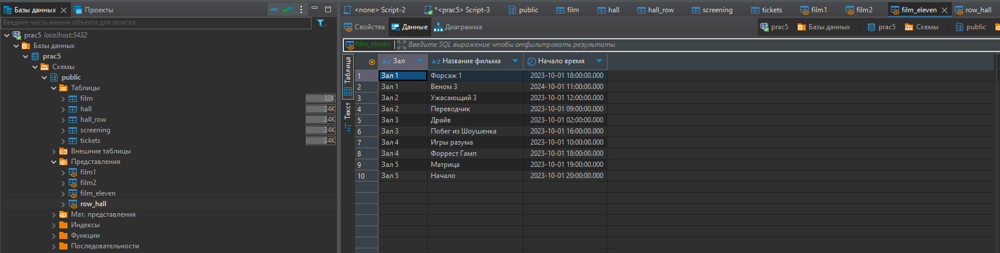 Базы данных
Проекты
Введите часть имени объекта для поиска
prac5 localhost:5432
Базы данных
prac5
Схемы
public
Таблицы
film 32K
hall 24K
hall_row 24K
screening 24K
tickets 24K
Внешние таблицы
Представления
film1
film2
film_eleven
row_hall
Мат. представления
Индексы
Функции
Последовательности
<none> Script-2
*<prac5> Script-3
public
film
hall
hall_row
screening
tickets
film1
film2
film_eleven
row_hall
Свойства
Данные
Диаграмма
prac5
Базы данных
prac5
Схемы
public
film_eleven
Введите SQL выражение чтобы отфильтровать результаты
Таблица
Текст
A-Z Зал A-Z Название фильма Начало время
1 Зал 1 Форсаж 1 2023-10-01 18:00:00.000
2 Зал 1 Веном 3 2024-10-01 11:00:00.000
3 Зал 2 Ужасающий 3 2023-10-01 12:00:00.000
4 Зал 2 Переводчик 2023-10-01 09:00:00.000
5 Зал 3 Драйв 2023-10-01 02:00:00.000
6 Зал 3 Побег из Шоушенка 2023-10-01 16:00:00.000
7 Зал 4 Игры разума 2023-10-01 10:00:00.000
8 Зал 4 Форрест Гамп 2023-10-01 18:00:00.000
9 Зал 5 Матрица 2023-10-01 19:00:00.000
10 Зал 5 Начало 2023-10-01 20:00:00.000